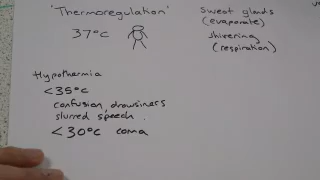 'Thermoregulation'
37°c
Sweat glands
(evaporate)
shivering
(respiration)
Hypothermia
<35°c
confusion, drowsiness
slurred speech.
<30°c coma